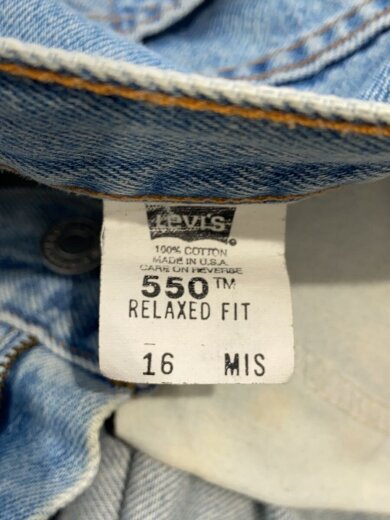 Levi's ®
100% COTTON
MADE IN U.S.A.
CARE ON REVERSE
550™
RELAXED FIT
16 MIS